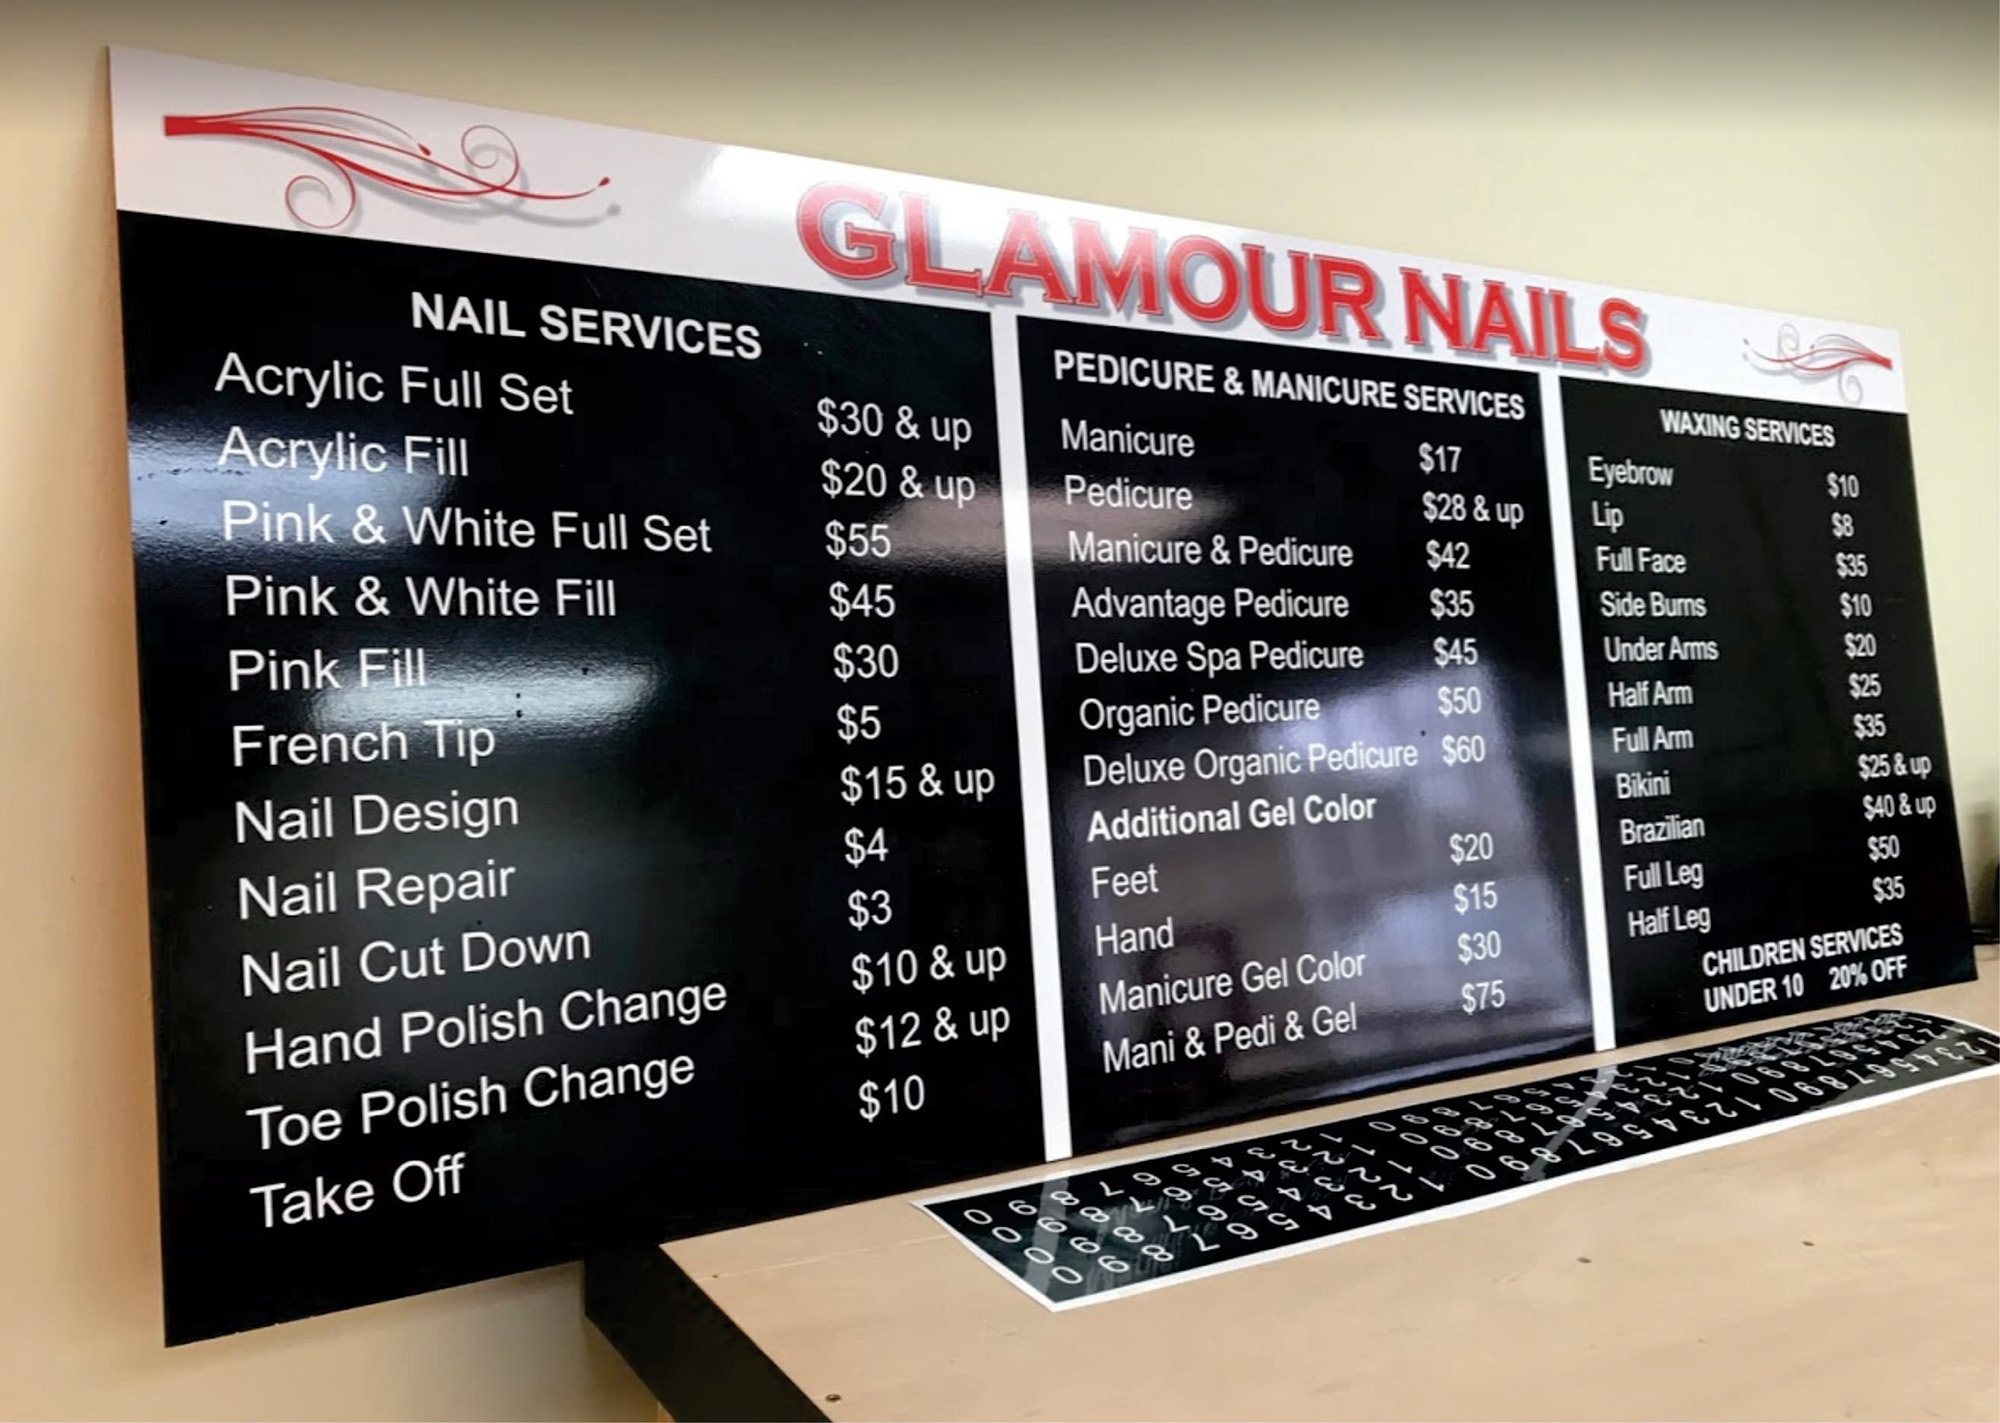 GLAMOUR NAILS
NAIL SERVICES
Acrylic Full Set $30 & up
Acrylic Fill $20 & up
Pink & White Full Set $55
Pink & White Fill $45
Pink Fill $30
French Tip $5
Nail Design $15 & up
Nail Repair $4
Nail Cut Down $3
Hand Polish Change $10 & up
Toe Polish Change $12 & up
Take Off $10
PEDICURE & MANICURE SERVICES
Manicure $17
Pedicure $28 & up
Manicure & Pedicure $42
Advantage Pedicure $35
Deluxe Spa Pedicure $45
Organic Pedicure $50
Deluxe Organic Pedicure $60
Additional Gel Color
Feet $20
Hand $15
Manicure Gel Color $30
Mani & Pedi & Gel $75
WAXING SERVICES
Eyebrow $10
Lip $8
Full Face $35
Side Burns $10
Under Arms $20
Half Arm $25
Full Arm $35
Bikini $25 & up
Brazilian $40 & up
Full Leg $50
Half Leg $35
CHILDREN SERVICES
UNDER 10 20% OFF